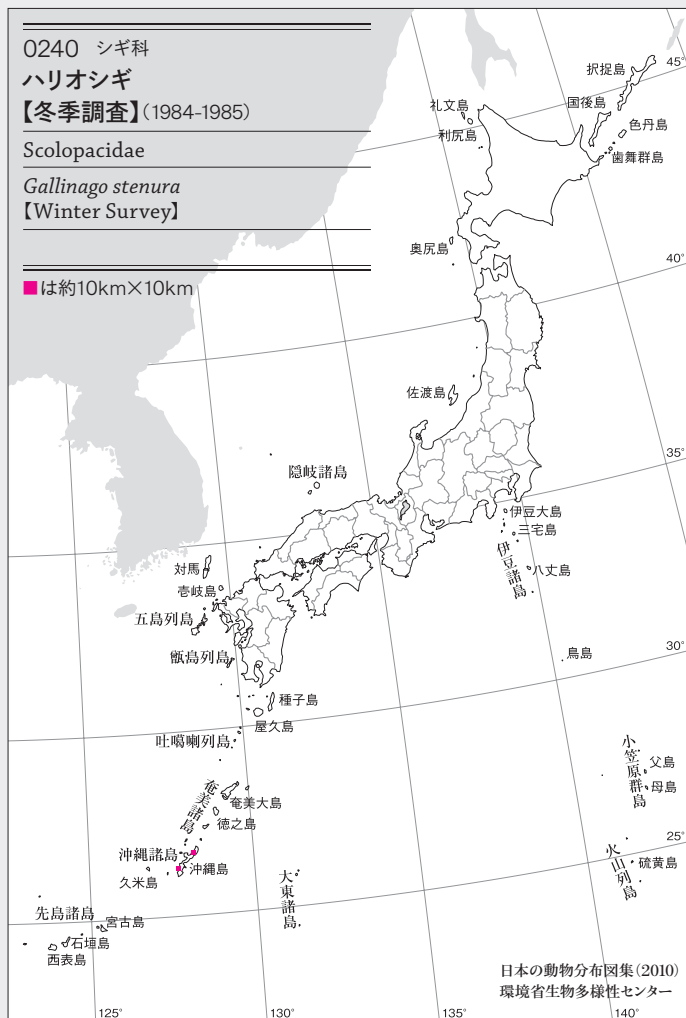 0240 シギ科
ハリオシギ
【冬季調査】(1984-1985)
Scolopacidae
Gallinago stenura
【Winter Survey】
■は約10km×10km
45°
択捉島
国後島
色丹島
歯舞群島
礼文島
利尻島
奥尻島
40°
佐渡島
35°
隠岐諸島
伊豆大島
三宅島
八丈島
伊豆諸島
対馬
壱岐島
五島列島
甑島列島
鳥島
30°
種子島
屋久島
吐噶喇列島
小笠原群島
父島
母島
奄美諸島
奄美大島
徳之島
25°
沖縄諸島
沖縄島
久米島
大東諸島
火山列島
硫黄島
先島諸島
宮古島
石垣島
西表島
日本の動物分布図集(2010)
環境省生物多様性センター
125°
130°
135°
140°